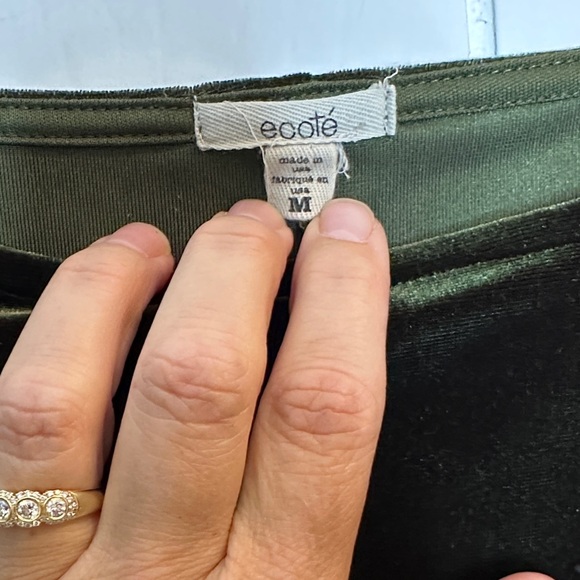 ecoté
made in
usa
fabriqué en
usa
M